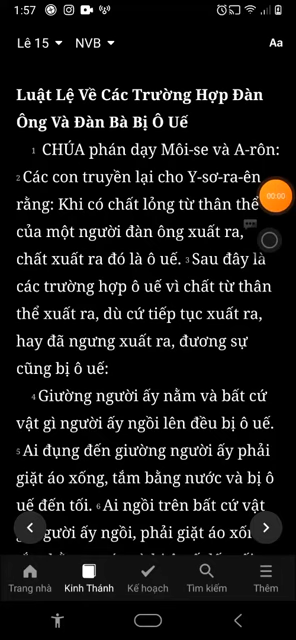 1:57
Lê 15 NVB Aa
Luật Lệ Về Các Trường Hợp Đàn
Ông Và Đàn Bà Bị Ô Uế
1 CHÚA phán dạy Môi-se và A-rôn:
2 Các con truyền lại cho Y-sơ-ra-ên
rằng: Khi có chất lỏng từ thân thể
00:00
của một người đàn ông xuất ra,
chất xuất ra đó là ô uế. 3 Sau đây là
các trường hợp ô uế vì chất từ thân
thể xuất ra, dù cứ tiếp tục xuất ra,
hay đã ngưng xuất ra, đương sự
cũng bị ô uế:
4 Giường người ấy nằm và bất cứ
vật gì người ấy ngồi lên đều bị ô uế.
5 Ai đụng đến giường người ấy phải
giặt áo xống, tắm bằng nước và bị ô
uế đến tối. 6 Ai ngồi trên bất cứ vật
người ấy ngồi, phải giặt áo
Trang nhà Kinh Thánh Kế hoạch Tìm kiếm Thêm